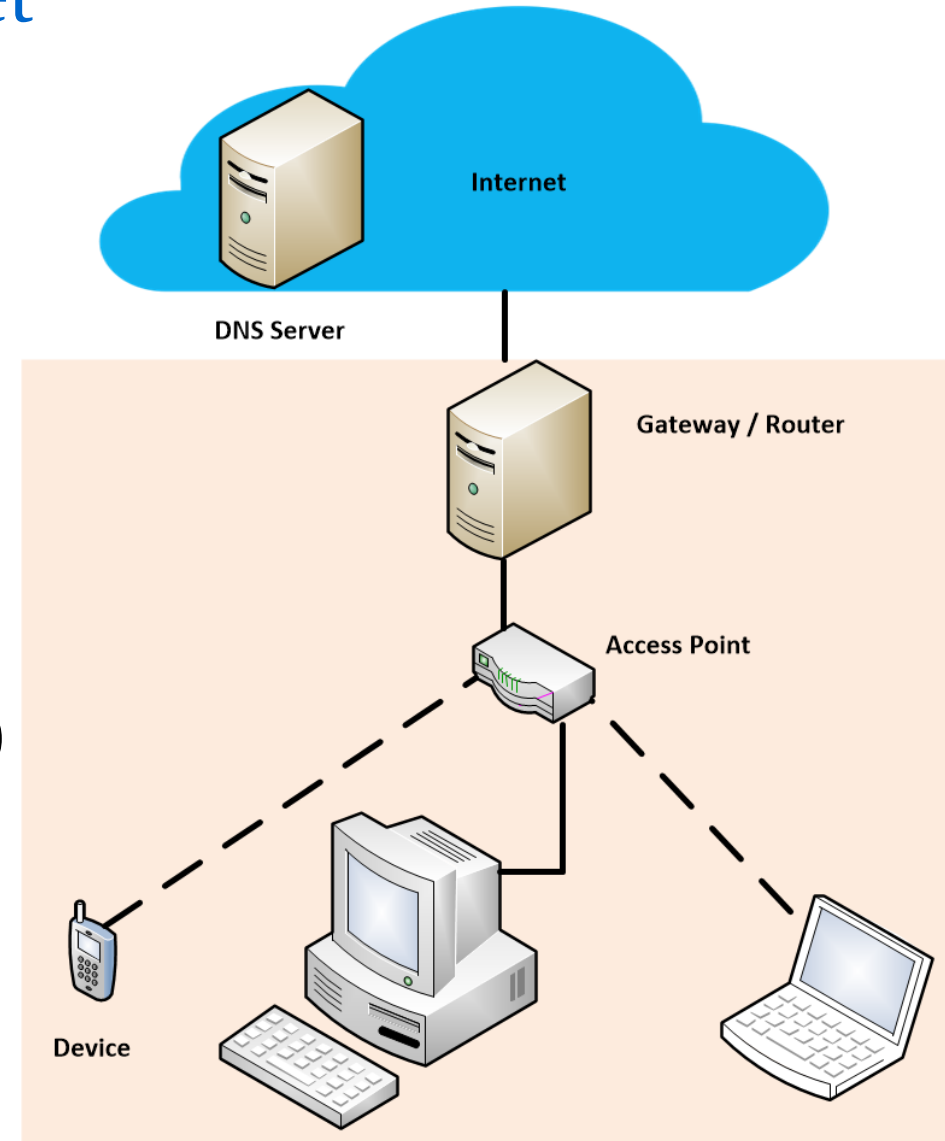 Internet
DNS Server
Gateway / Router
Access Point
)
Device